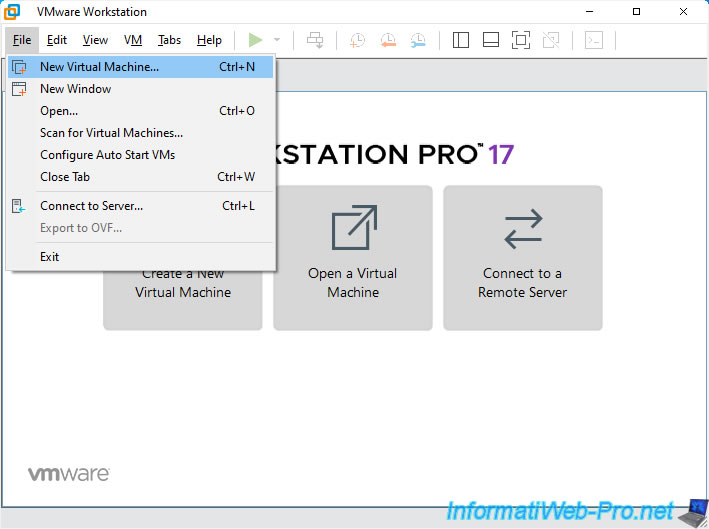 VMware Workstation
File Edit View VM Tabs Help
New Virtual Machine... Ctrl+N
New Window
Open... Ctrl+O
Scan for Virtual Machines...
Configure Auto Start VMs
Close Tab Ctrl+W
Connect to Server... Ctrl+L
Export to OVF...
Exit
KSTATION PRO™ 17
Create a New
Virtual Machine
Open a Virtual
Machine
Connect to a
Remote Server
vmware
InformatiWeb-Pro.net